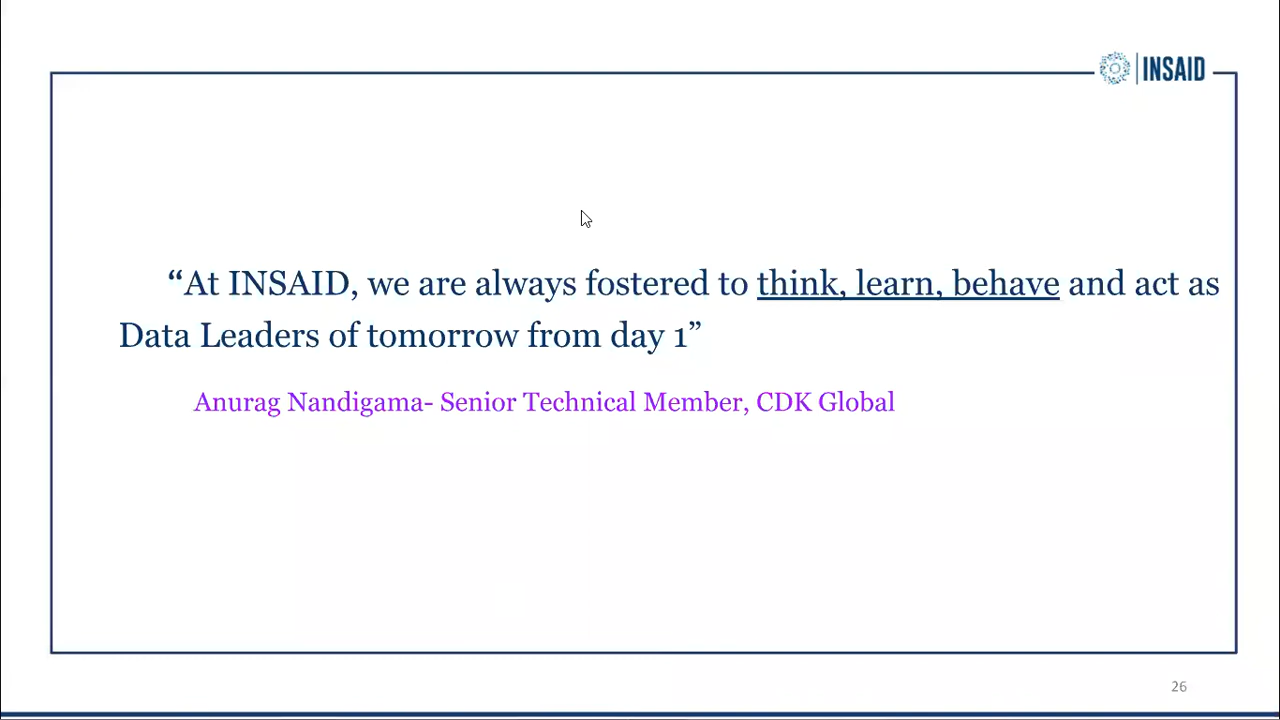 INSAID
“At INSAID, we are always fostered to think, learn, behave and act as
Data Leaders of tomorrow from day 1”
Anurag Nandigama- Senior Technical Member, CDK Global
26